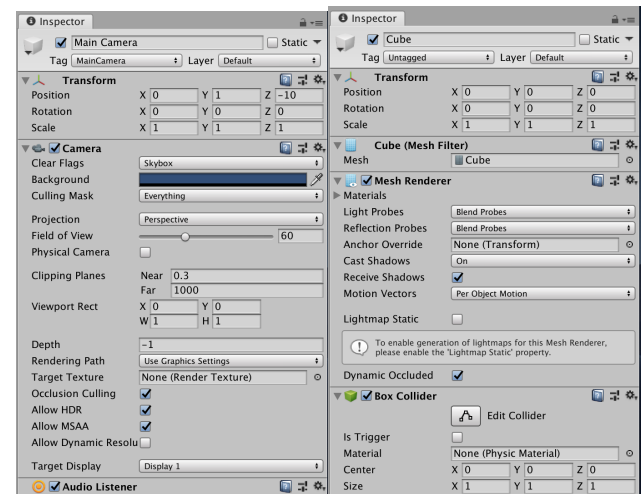 Inspector
Main Camera Static
Tag MainCamera Layer Default
Transform
Position X 0 Y 1 Z -10
Rotation X 0 Y 0 Z 0
Scale X 1 Y 1 Z 1
Camera
Clear Flags Skybox
Background
Culling Mask Everything
Projection Perspective
Field of View 60
Physical Camera
Clipping Planes Near 0.3
Far 1000
Viewport Rect X 0 Y 0
W 1 H 1
Depth -1
Rendering Path Use Graphics Settings
Target Texture None (Render Texture)
Occlusion Culling
Allow HDR
Allow MSAA
Allow Dynamic Resolu
Target Display Display 1
Audio Listener
Inspector
Cube Static
Tag Untagged Layer Default
Transform
Position X 0 Y 0 Z 0
Rotation X 0 Y 0 Z 0
Scale X 1 Y 1 Z 1
Cube (Mesh Filter)
Mesh Cube
Mesh Renderer
Materials
Light Probes Blend Probes
Reflection Probes Blend Probes
Anchor Override None (Transform)
Cast Shadows On
Receive Shadows
Motion Vectors Per Object Motion
Lightmap Static
To enable generation of lightmaps for this Mesh Renderer,
please enable the 'Lightmap Static' property.
Dynamic Occluded
Box Collider
Edit Collider
Is Trigger
Material None (Physic Material)
Center X 0 Y 0 Z 0
Size X 1 Y 1 Z 1